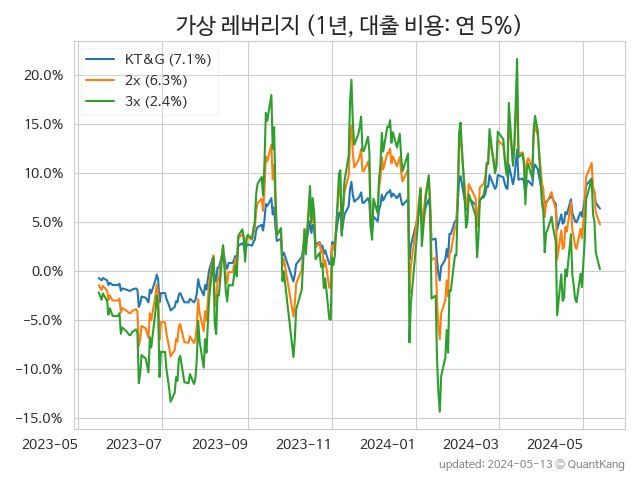 가상 레버리지 (1년, 대출 비용: 연 5%)
KT&G (7.1%)
2x (6.3%)
3x (2.4%)
20.0%
15.0%
10.0%
5.0%
0.0%
−5.0%
−10.0%
−15.0%
2023-05 2023-07 2023-09 2023-11 2024-01 2024-03 2024-05
updated: 2024-05-13 ⓒ QuantKang